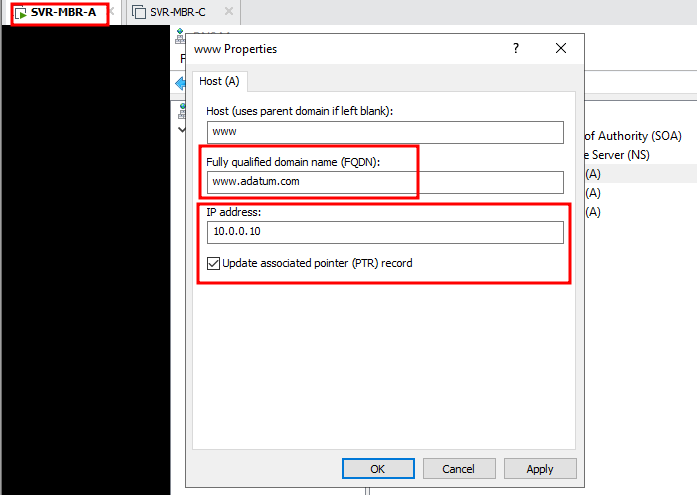 SVR-MBR-A
SVR-MBR-C
www Properties
Host (A)
Host (uses parent domain if left blank):
www
Fully qualified domain name (FQDN):
www.adatum.com
IP address:
10.0.0.10
Update associated pointer (PTR) record
OK
Cancel
Apply
of Authority (SOA)
Server (NS)
(A)
(A)
(A)